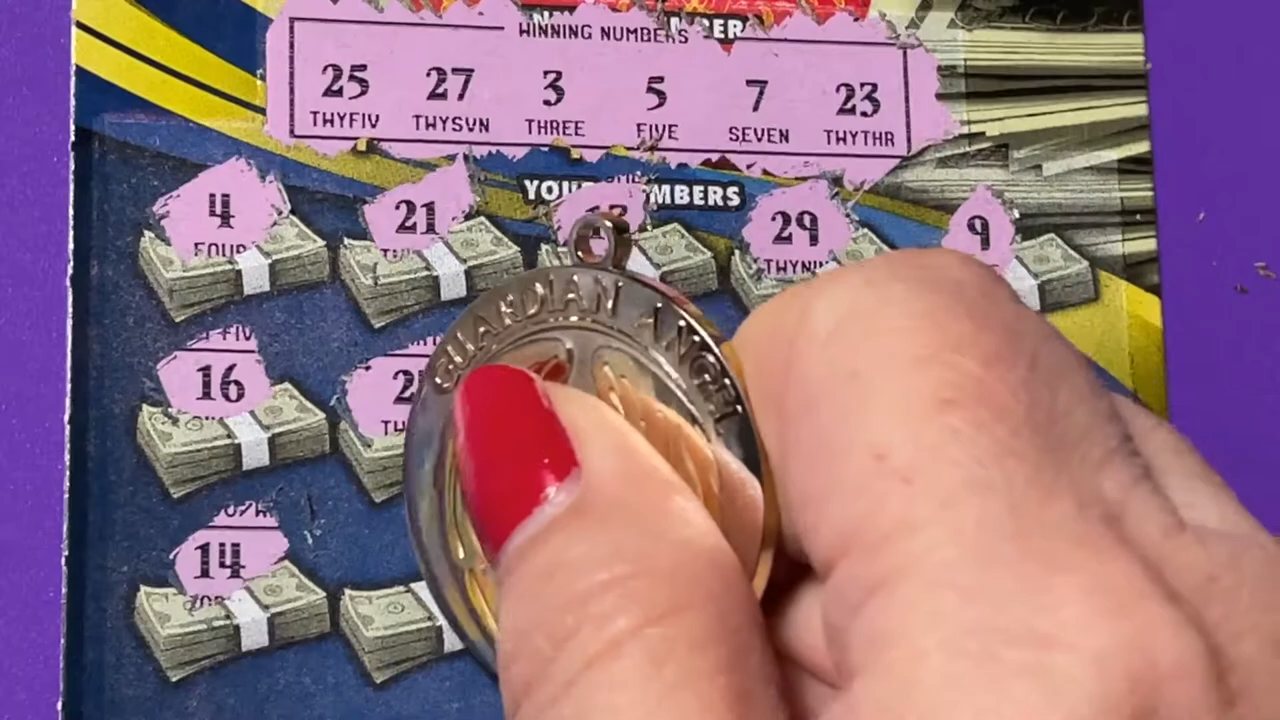 WINNING NUMBERS
25 27 3 5 7 23
THYFIV THYSVN THREE FIVE SEVEN THYTHR
YOUR NUMBERS
4 21 29 9
FOUR THYNIN
GUARDIAN ANGEL
16
14